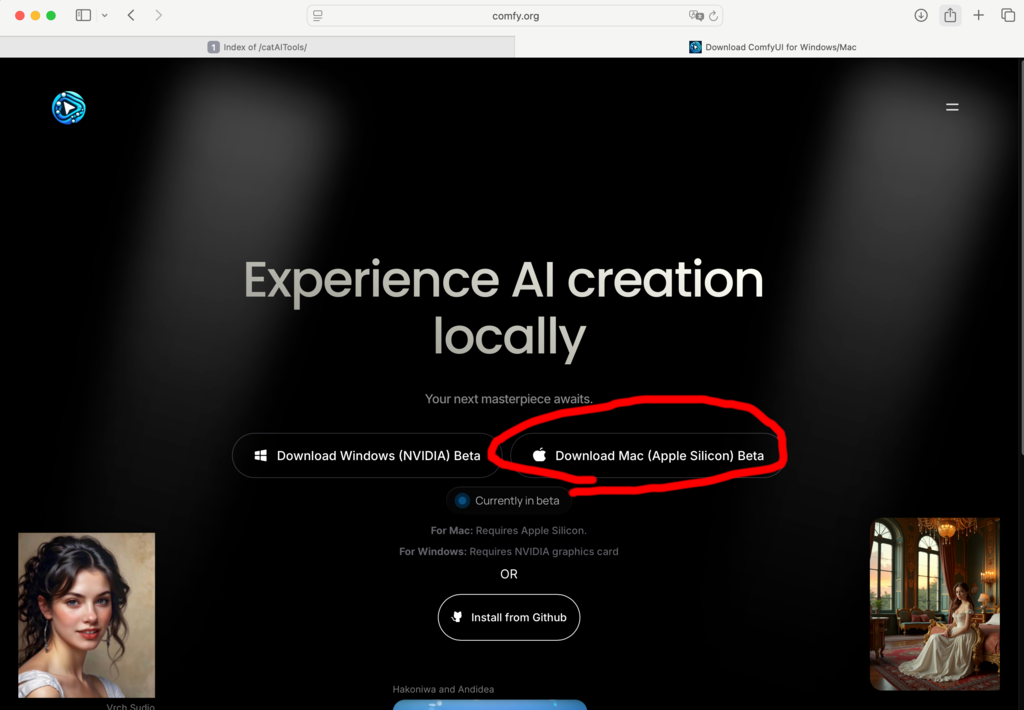 comfy.org
1 Index of /catAITools/
Download ComfyUI for Windows/Mac
Experience AI creation
locally
Your next masterpiece awaits.
Download Windows (NVIDIA) Beta
Download Mac (Apple Silicon) Beta
Currently in beta
For Mac: Requires Apple Silicon.
For Windows: Requires NVIDIA graphics card
OR
Install from Github
Hakoniwa and Andidea
Vrch Sudio